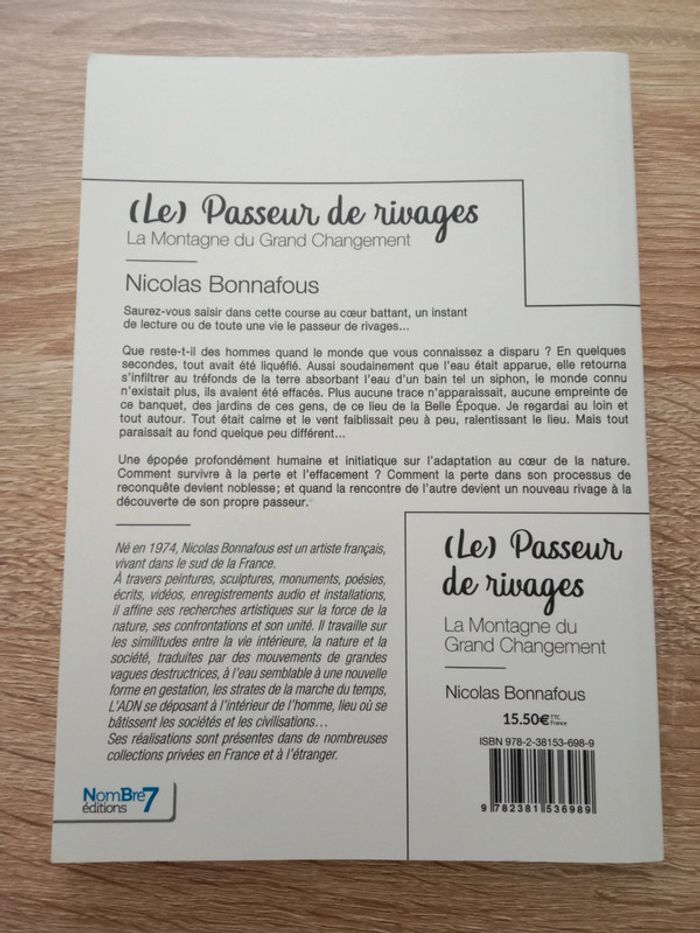 (Le) Passeur de rivages
La Montagne du Grand Changement
Nicolas Bonnafous
Saurez-vous saisir dans cette course au cœur battant, un instant
de lecture ou de toute une vie le passeur de rivages...
Que reste-t-il des hommes quand le monde que vous connaissez a disparu ? En quelques
secondes, tout avait été liquéfié. Aussi soudainement que l'eau était apparue, elle retourna
s'infiltrer au tréfonds de la terre absorbant l'eau d'un bain tel un siphon, le monde connu
n'existait plus, ils avaient été effacés. Plus aucune trace n'apparaissait, aucune empreinte de
ce banquet, des jardins de ces gens, de ce lieu de la Belle Époque. Je regardai au loin et
tout autour. Tout était calme et le vent faiblissait peu à peu, ralentissant le lieu. Mais tout
paraissait au fond quelque peu différent...
Une épopée profondément humaine et initiatique sur l'adaptation au cœur de la nature.
Comment survivre à la perte et l'effacement ? Comment la perte dans son processus de
reconquête devient noblesse ; et quand la rencontre de l'autre devient un nouveau rivage à la
découverte de son propre passeur.
Né en 1974, Nicolas Bonnafous est un artiste français,
vivant dans le sud de la France.
À travers peintures, sculptures, monuments, poésies,
écrits, vidéos, enregistrements audio et installations,
il affine ses recherches artistiques sur la force de la
nature, ses confrontations et son unité. Il travaille sur
les similitudes entre la vie intérieure, la nature et la
société, traduites par des mouvements de grandes
vagues destructrices, à l'eau semblable à une nouvelle
forme en gestation, les strates de la marche du temps,
L'ADN se déposant à l'intérieur de l'homme, lieu où se
bâtissent les sociétés et les civilisations...
Ses réalisations sont présentes dans de nombreuses
collections privées en France et à l'étranger.
NomBre7
éditions
(Le) Passeur
de rivages
La Montagne du
Grand Changement
Nicolas Bonnafous
15.50€ TTC France
ISBN 978-2-38153-698-9
9 782381 536989